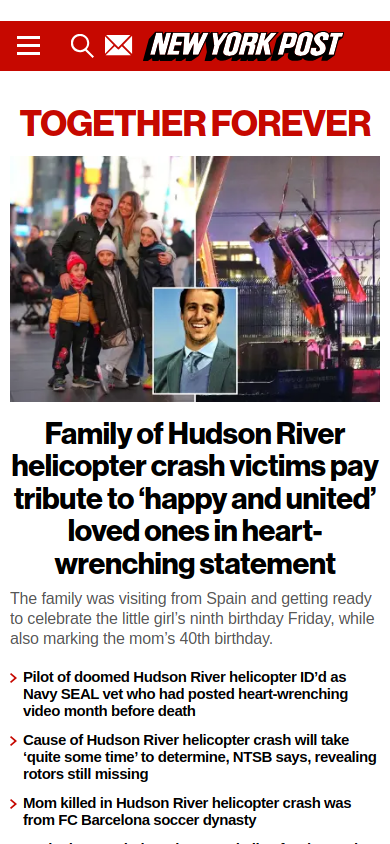 NEW YORK POST
TOGETHER FOREVER
Family of Hudson River
helicopter crash victims pay
tribute to ‘happy and united’
loved ones in heart-
wrenching statement
The family was visiting from Spain and getting ready
to celebrate the little girl’s ninth birthday Friday, while
also marking the mom’s 40th birthday.
Pilot of doomed Hudson River helicopter ID’d as
Navy SEAL vet who had posted heart-wrenching
video month before death
Cause of Hudson River helicopter crash will take
‘quite some time’ to determine, NTSB says, revealing
rotors still missing
Mom killed in Hudson River helicopter crash was
from FC Barcelona soccer dynasty